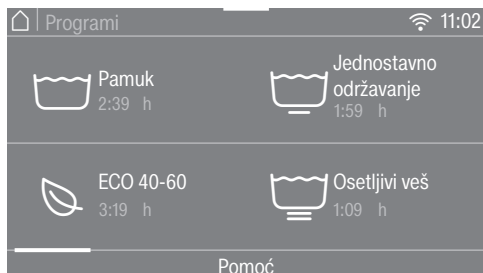 Programi 11:02
Pamuk
2:39 h
Jednostavno
održavanje
1:59 h
ECO 40-60
3:19 h
Osetljivi veš
1:09 h
Pomoć